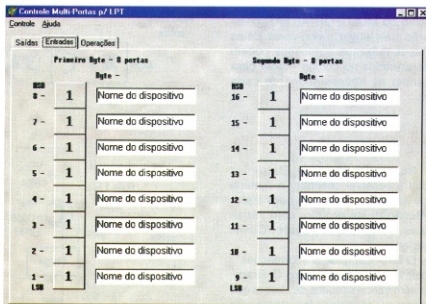 Controle Multi-Portas p/ LPT
Controle Ajuda
Saídas Entradas Operações
Primeiro Byte - 8 portas
Byte -
MSB
8 - 1 Nome do dispositivo
7 - 1 Nome do dispositivo
6 - 1 Nome do dispositivo
5 - 1 Nome do dispositivo
4 - 1 Nome do dispositivo
3 - 1 Nome do dispositivo
2 - 1 Nome do dispositivo
1 - 1 Nome do dispositivo
LSB
Segundo Byte - 8 portas
Byte -
MSB
16 - 1 Nome do dispositivo
15 - 1 Nome do dispositivo
14 - 1 Nome do dispositivo
13 - 1 Nome do dispositivo
12 - 1 Nome do dispositivo
11 - 1 Nome do dispositivo
10 - 1 Nome do dispositivo
9 - 1 Nome do dispositivo
LSB